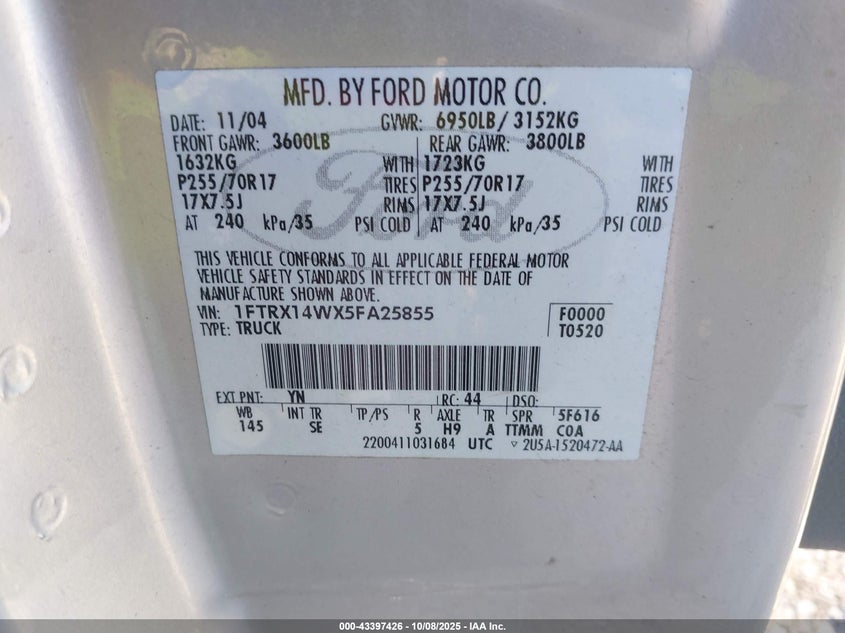 MFD. BY FORD MOTOR CO.
DATE: 11/04 GVWR: 6950LB/ 3152KG
FRONT GAWR: 3600LB REAR GAWR: 3800LB
1632KG WITH 1723KG WITH
P255/70R17 TIRES P255/70R17 TIRES
17X7.5J RIMS 17X7.5J RIMS
AT 240 kPa/35 PSI COLD AT 240 kPa/35 PSI COLD
Ford
THIS VEHICLE CONFORMS TO ALL APPLICABLE FEDERAL MOTOR
VEHICLE SAFETY STANDARDS IN EFFECT ON THE DATE OF
MANUFACTURE SHOWN ABOVE.
VIN: 1FTRX14WX5FA25855 F0000
TYPE: TRUCK T0520
EXT PNT: YN RC: 44 DSO:
WB INT TR TP/PS R AXLE TR SPR 5F616
145 SE 5 H9 A TTMM COA
2200411031684 UTC ▽ 2U5A-1520472-AA
000-43397426 - 10/08/2025 - IAA Inc.